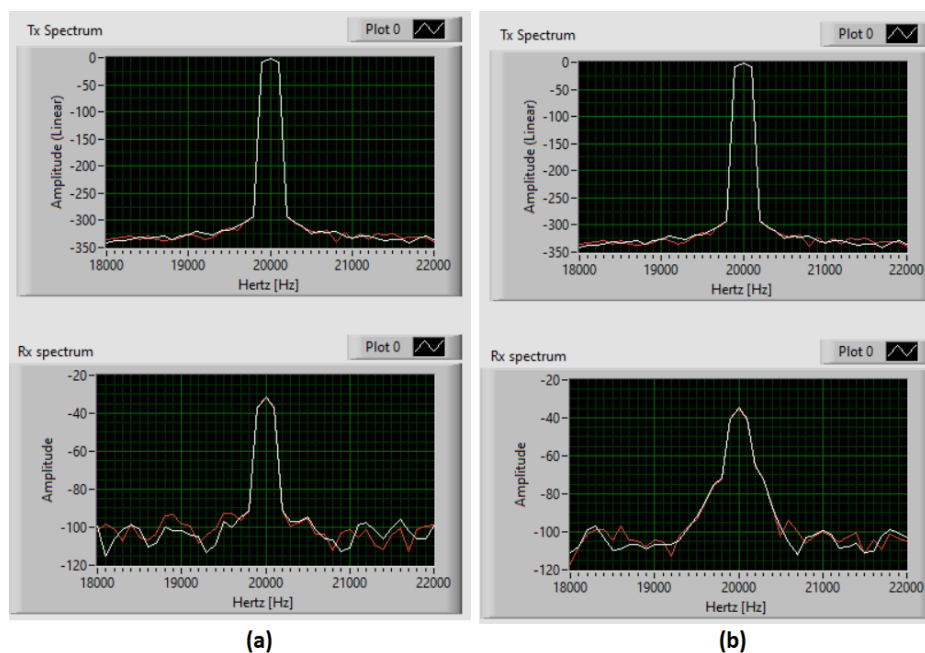 Tx Spectrum
Plot 0
Amplitude (Linear)
0
-50
-100
-150
-200
-250
-300
-350
18000 19000 20000 21000 22000
Hertz [Hz]
Rx spectrum
Plot 0
Amplitude
-20
-40
-60
-80
-100
-120
18000 19000 20000 21000 22000
Hertz [Hz]
(a)
Tx Spectrum
Plot 0
Amplitude (Linear)
0
-50
-100
-150
-200
-250
-300
-350
18000 19000 20000 21000 22000
Hertz [Hz]
Rx spectrum
Plot 0
Amplitude
-20
-40
-60
-80
-100
-120
18000 19000 20000 21000 22000
Hertz [Hz]
(b)